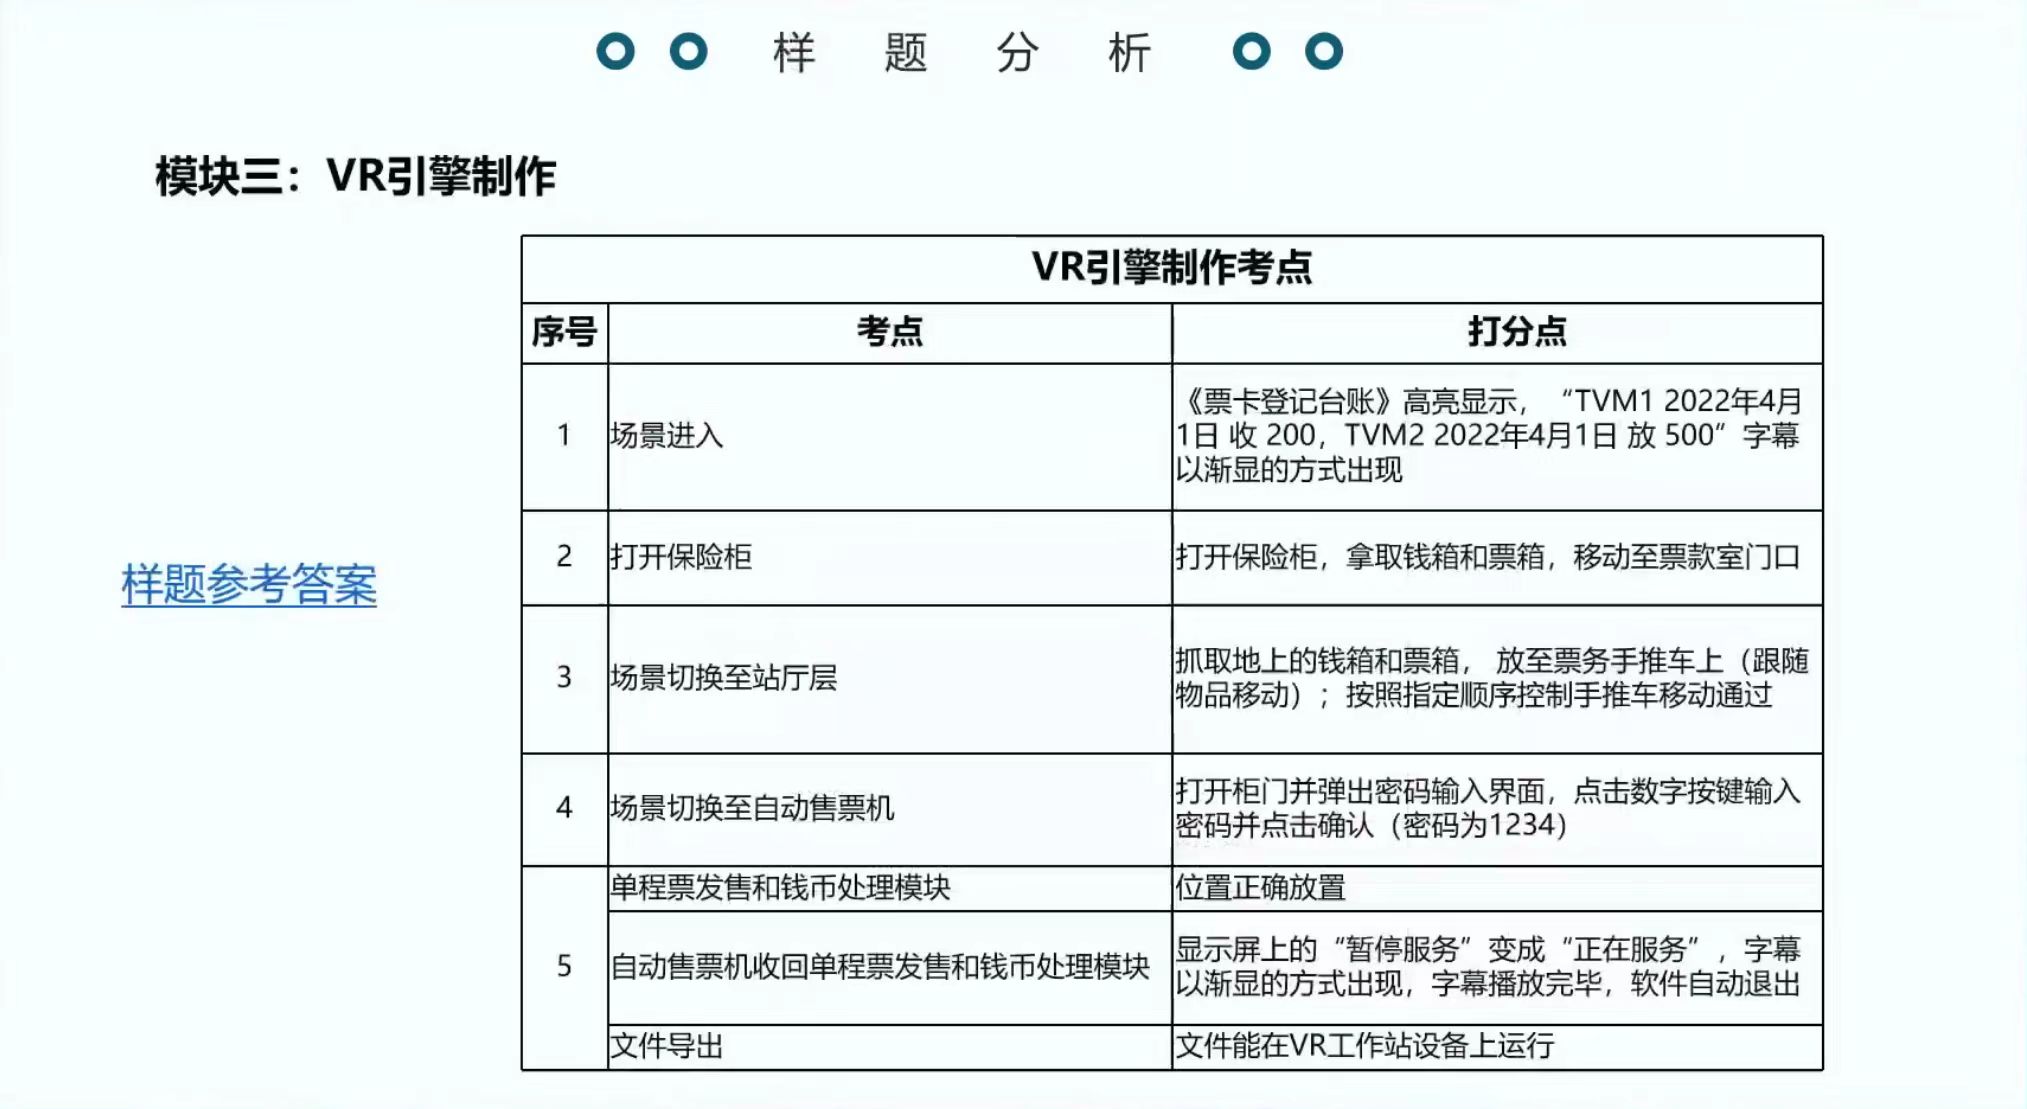 样题分析
模块三：VR引擎制作
VR引擎制作考点
序号 考点 打分点
1 场景进入 《票卡登记台账》高亮显示，“TVM1 2022年4月
1日 收 200，TVM2 2022年4月1日 放 500”字幕
以渐显的方式出现
2 打开保险柜 打开保险柜，拿取钱箱和票箱，移动至票款室门口
样题参考答案
3 场景切换至站厅层 抓取地上的钱箱和票箱， 放至票务手推车上（跟随
物品移动）；按照指定顺序控制手推车移动通过
4 场景切换至自动售票机 打开柜门并弹出密码输入界面，点击数字按键输入
密码并点击确认（密码为1234）
5 单程票发售和钱币处理模块 位置正确放置
自动售票机收回单程票发售和钱币处理模块 显示屏上的“暂停服务”变成“正在服务”，字幕
以渐显的方式出现，字幕播放完毕，软件自动退出
文件导出 文件能在VR工作站设备上运行